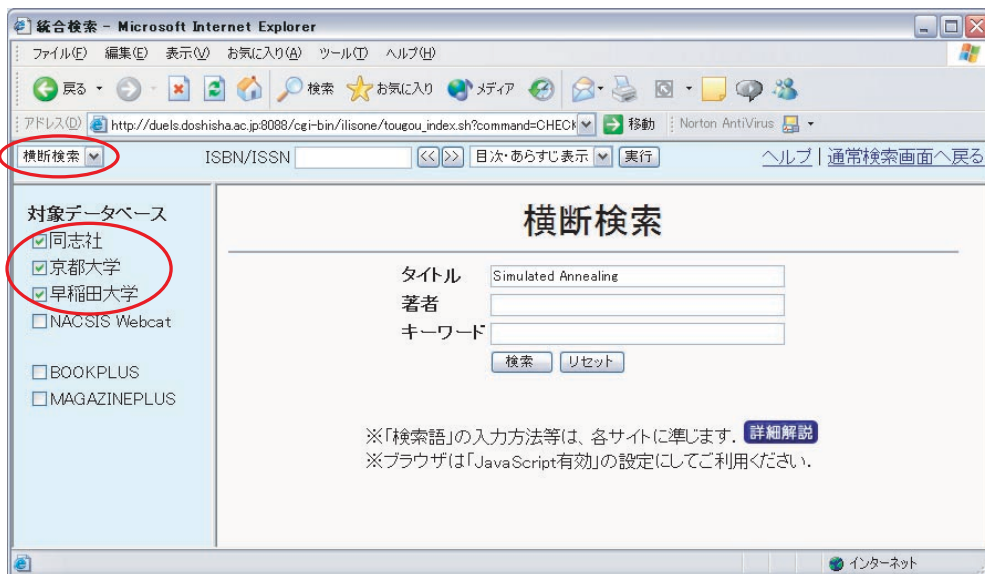 統合検索 - Microsoft Internet Explorer
ファイル(F) 編集(E) 表示(V) お気に入り(A) ツール(T) ヘルプ(H)
戻る 検索 お気に入り メディア
アドレス(D) http://duels.doshisha.ac.jp:8088/cgi-bin/ilisone/tougou_index.sh?command=CHECK 移動 Norton AntiVirus
横断検索 ISBN/ISSN << >> 目次・あらすじ表示 実行 ヘルプ | 通常検索画面へ戻る
対象データベース
同志社
京都大学
早稲田大学
NACSIS Webcat
BOOKPLUS
MAGAZINEPLUS
横断検索
タイトル Simulated Annealing
著者
キーワード
検索 リセット
※「検索語」の入力方法等は、各サイトに準じます. 詳細解説
※ブラウザは「JavaScript有効」の設定にしてご利用ください.
インターネット